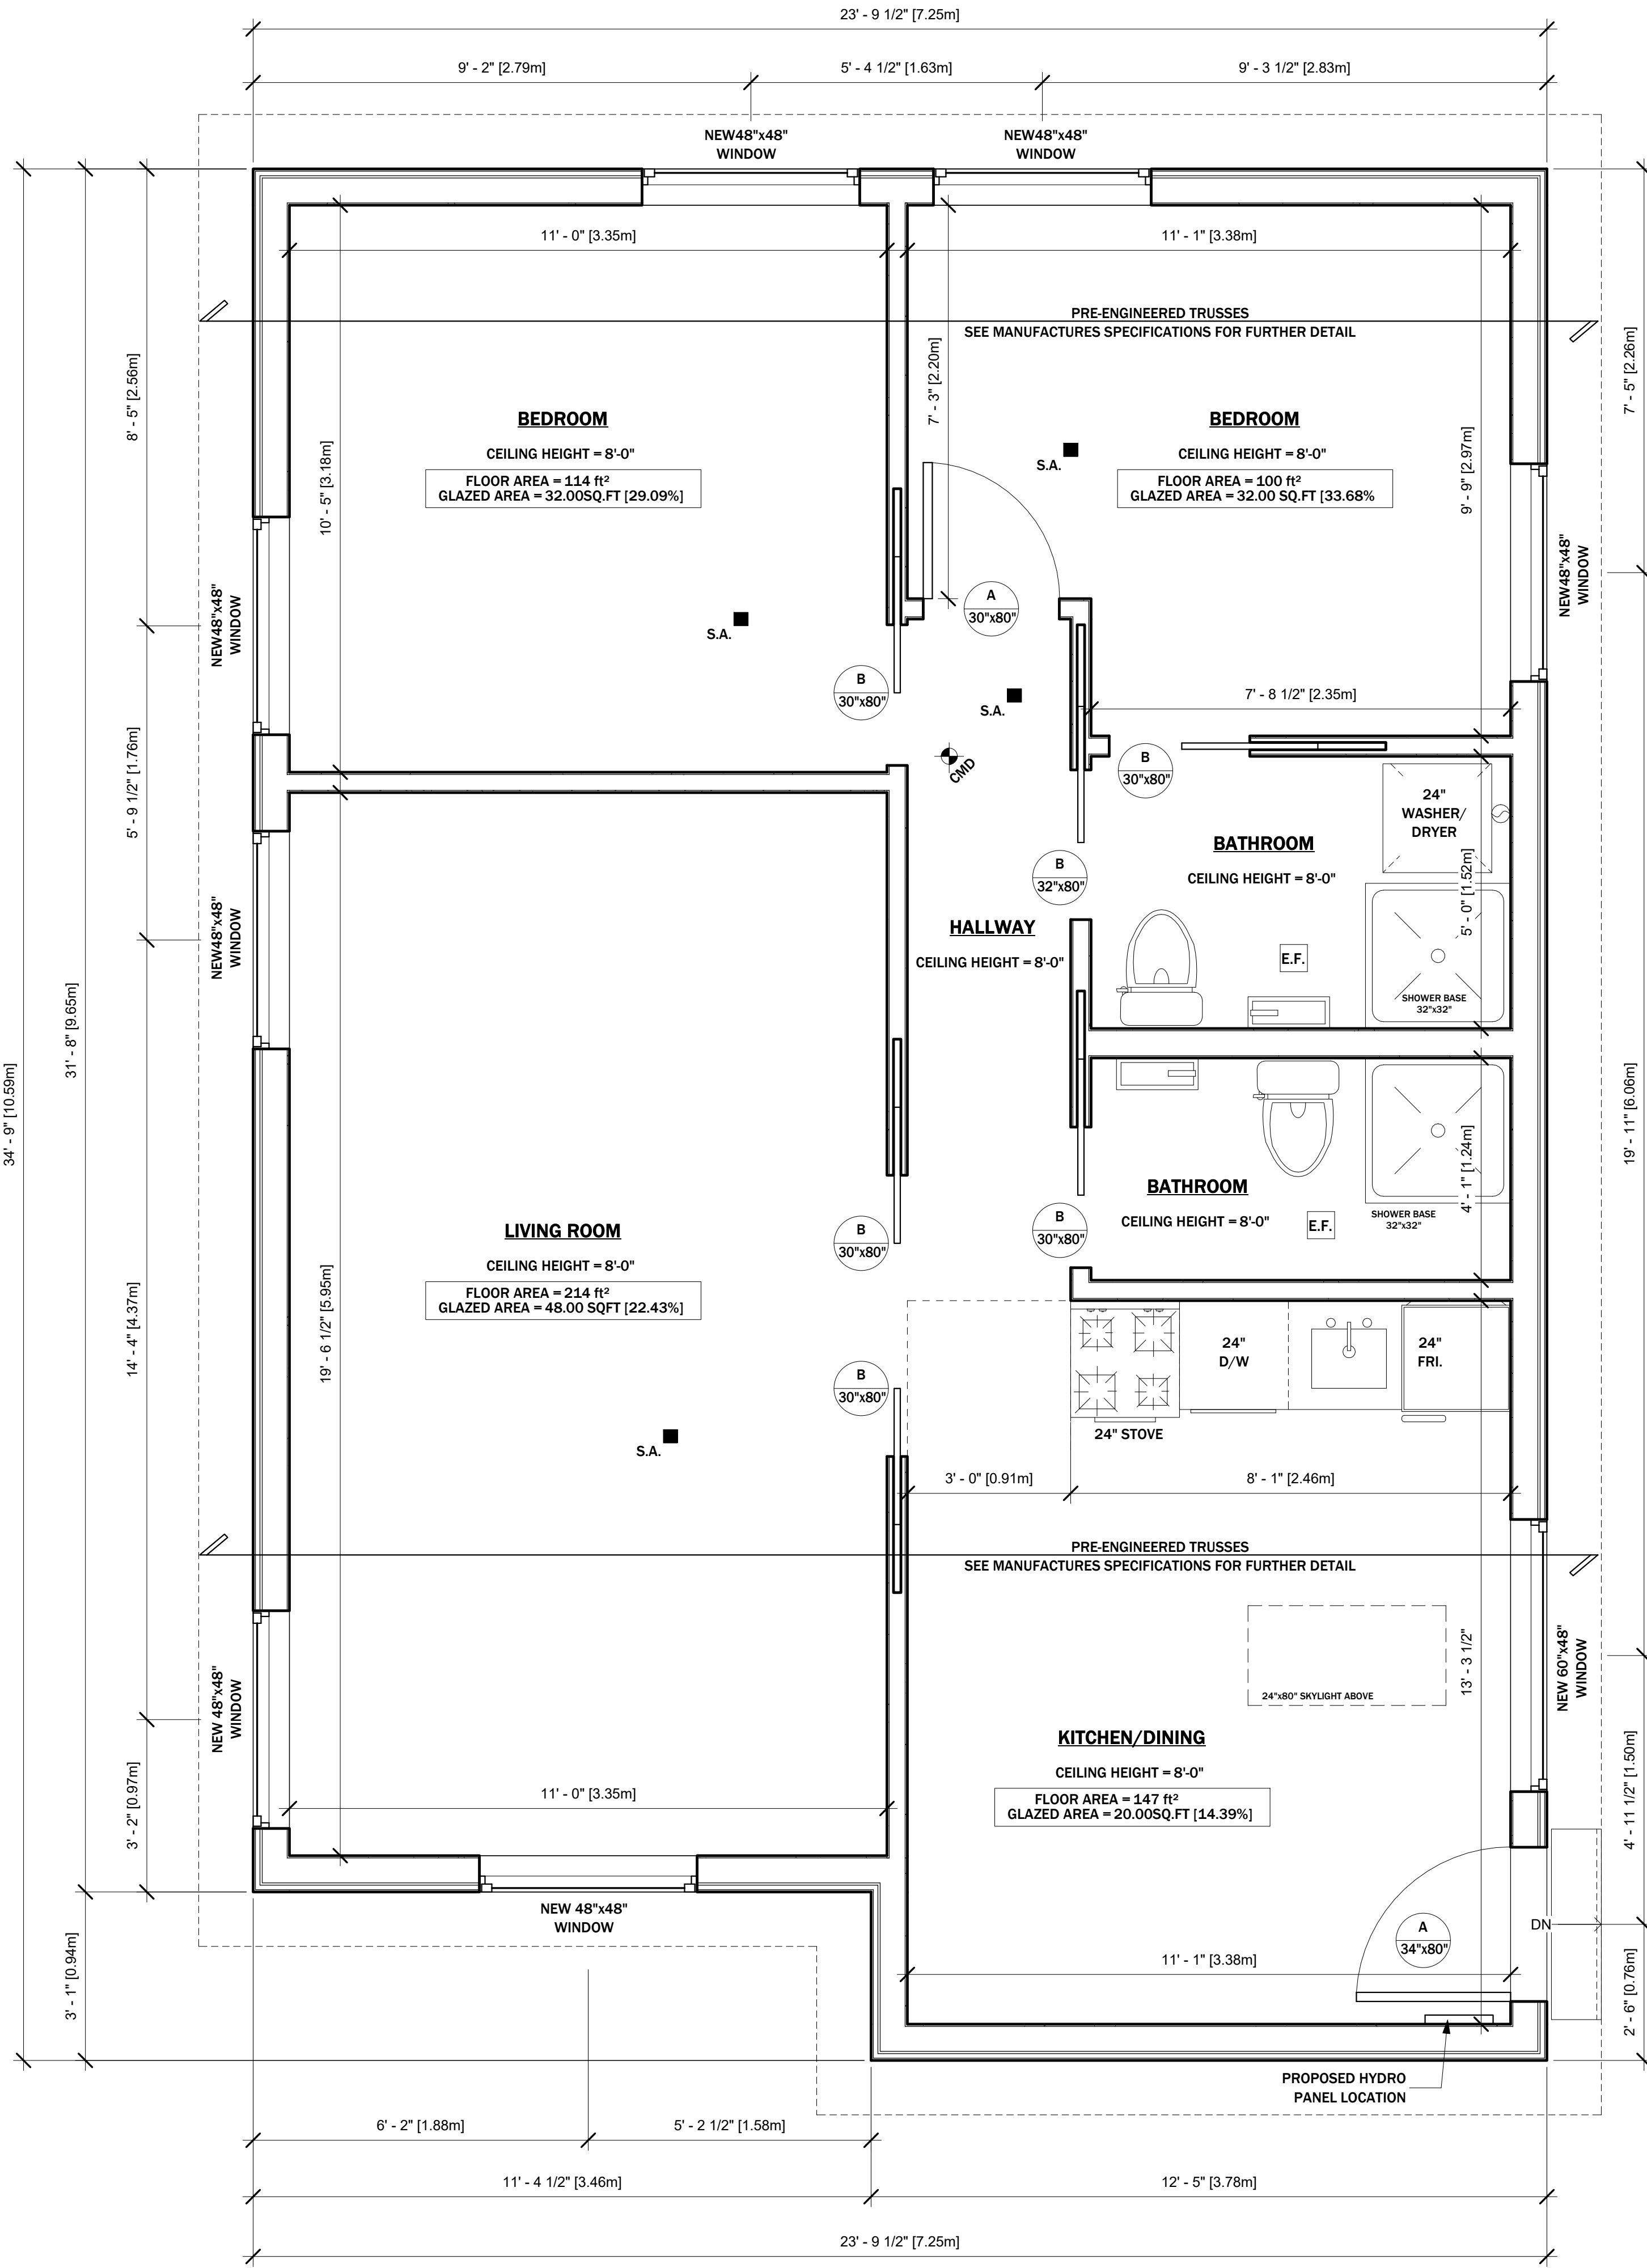 23' - 9 1/2" [7.25m]
9' - 2" [2.79m]
5' - 4 1/2" [1.63m]
9' - 3 1/2" [2.83m]
NEW48"x48"
WINDOW
NEW48"x48"
WINDOW
11' - 0" [3.35m]
11' - 1" [3.38m]
PRE-ENGINEERED TRUSSES
SEE MANUFACTURES SPECIFICATIONS FOR FURTHER DETAIL
8' - 5" [2.56m]
7' - 3" [2.20m]
7' - 5" [2.26m]
BEDROOM
CEILING HEIGHT = 8'-0"
FLOOR AREA = 114 ft²
GLAZED AREA = 32.00SQ.FT [29.09%]
10' - 5" [3.18m]
BEDROOM
CEILING HEIGHT = 8'-0"
FLOOR AREA = 100 ft²
GLAZED AREA = 32.00 SQ.FT [33.68%
S.A.
9' - 9" [2.97m]
NEW48"x48"
WINDOW
NEW48"x48"
WINDOW
A
30"x80"
S.A.
B
30"x80"
S.A.
7' - 8 1/2" [2.35m]
CMD
B
30"x80"
5' - 9 1/2" [1.76m]
24"
WASHER/
DRYER
BATHROOM
CEILING HEIGHT = 8'-0"
B
32"x80"
5' - 0" [1.52m]
NEW48"x48"
WINDOW
HALLWAY
CEILING HEIGHT = 8'-0"
E.F.
SHOWER BASE
32"x32"
34' - 9" [10.59m]
31' - 8" [9.65m]
19' - 11" [6.06m]
4' - 1" [1.24m]
BATHROOM
CEILING HEIGHT = 8'-0"
E.F.
SHOWER BASE
32"x32"
B
30"x80"
B
30"x80"
LIVING ROOM
CEILING HEIGHT = 8'-0"
FLOOR AREA = 214 ft²
GLAZED AREA = 48.00 SQFT [22.43%]
14' - 4" [4.37m]
19' - 6 1/2" [5.95m]
B
30"x80"
24"
D/W
24"
FRI.
24" STOVE
S.A.
3' - 0" [0.91m]
8' - 1" [2.46m]
PRE-ENGINEERED TRUSSES
SEE MANUFACTURES SPECIFICATIONS FOR FURTHER DETAIL
NEW 48"x48"
WINDOW
13' - 3 1/2"
NEW 60"x48"
WINDOW
24"x80" SKYLIGHT ABOVE
KITCHEN/DINING
CEILING HEIGHT = 8'-0"
FLOOR AREA = 147 ft²
GLAZED AREA = 20.00SQ.FT [14.39%]
3' - 2" [0.97m]
11' - 0" [3.35m]
4' - 11 1/2" [1.50m]
NEW 48"x48"
WINDOW
A
34"x80"
DN
3' - 1" [0.94m]
11' - 1" [3.38m]
2' - 6" [0.76m]
PROPOSED HYDRO
PANEL LOCATION
6' - 2" [1.88m]
5' - 2 1/2" [1.58m]
11' - 4 1/2" [3.46m]
12' - 5" [3.78m]
23' - 9 1/2" [7.25m]